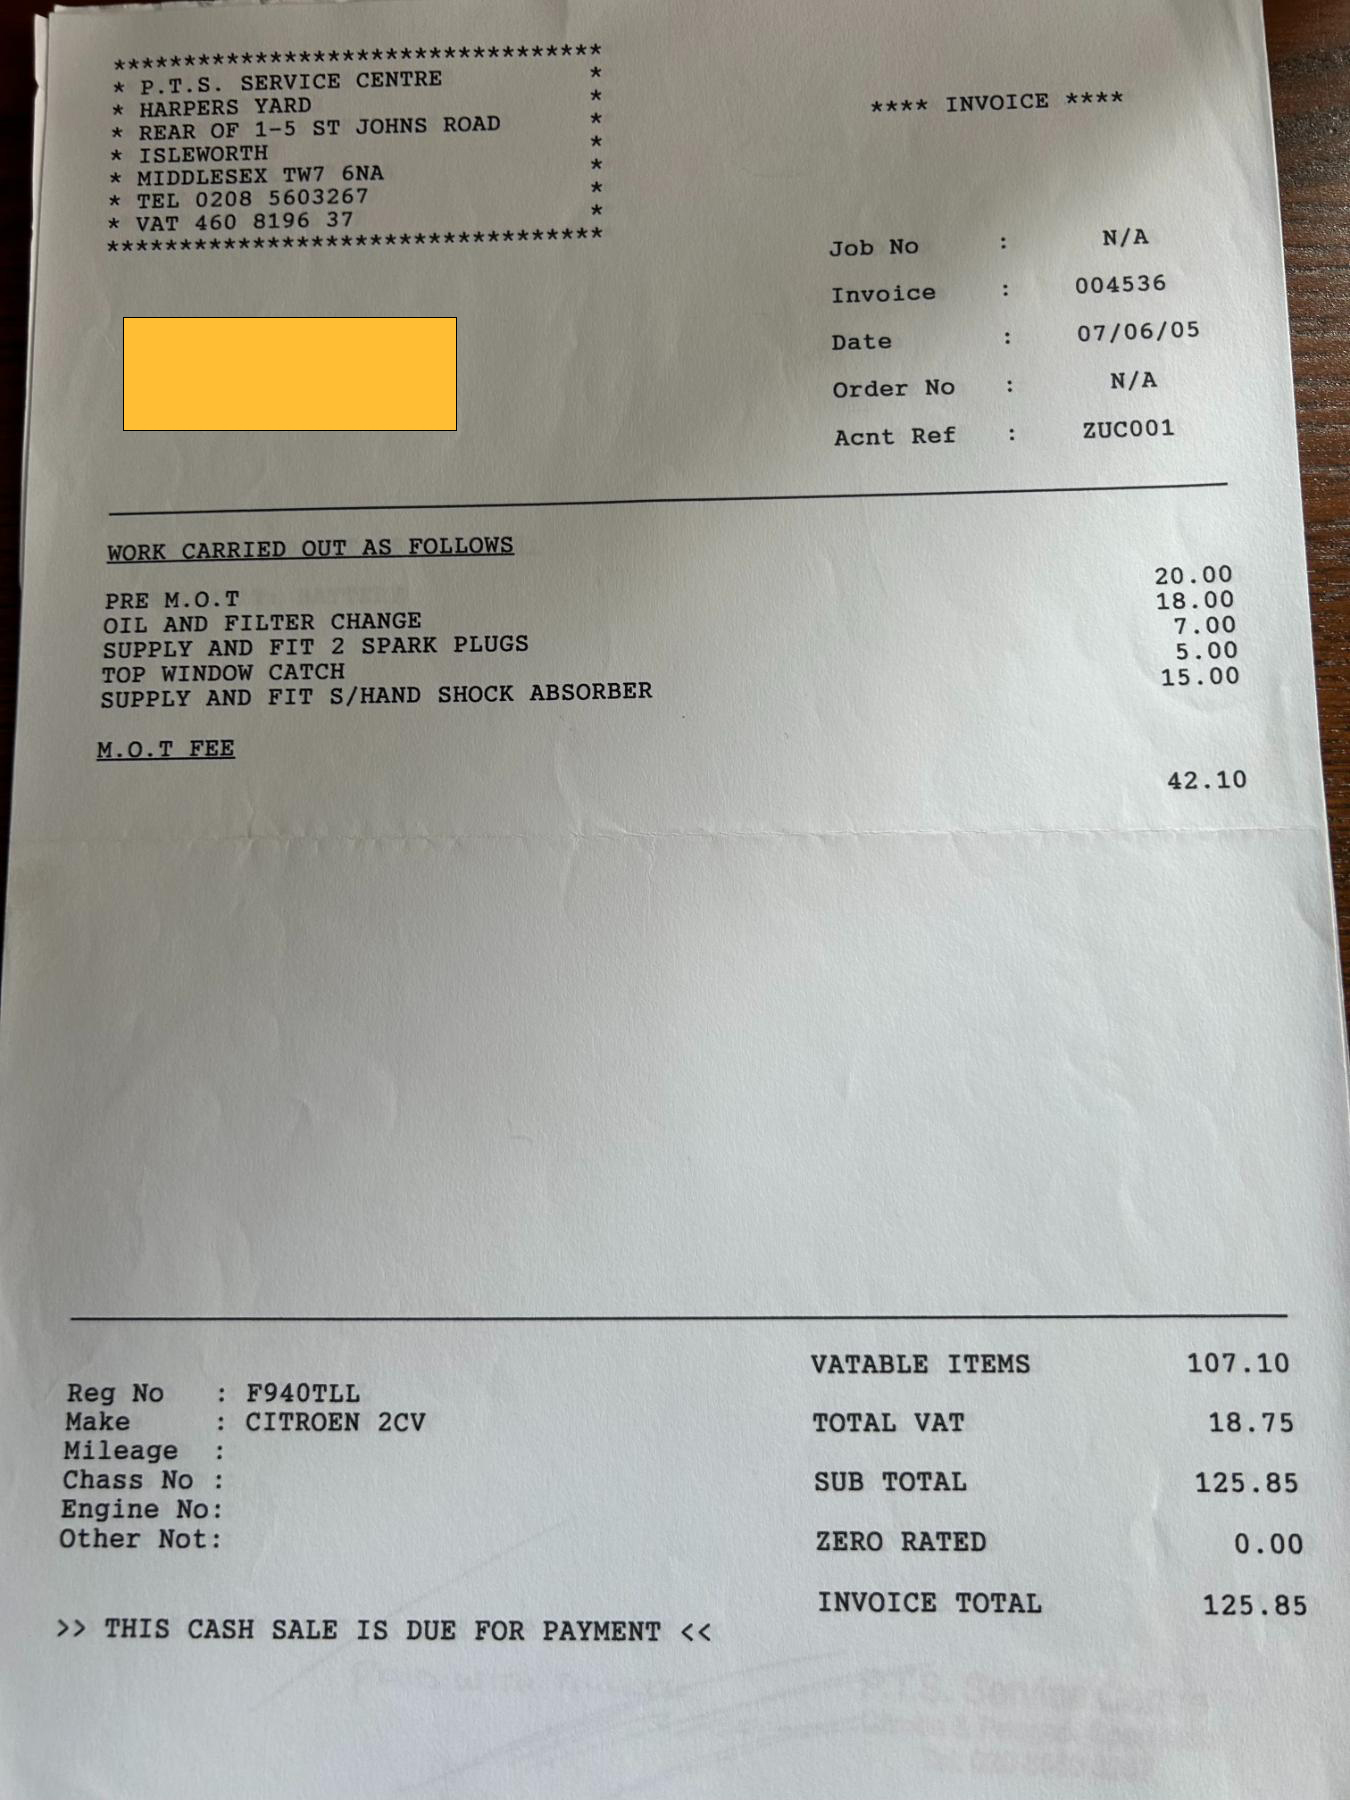 ***********************************
* P.T.S. SERVICE CENTRE *
* HARPERS YARD *
* REAR OF 1-5 ST JOHNS ROAD *
* ISLEWORTH *
* MIDDLESEX TW7 6NA *
* TEL 0208 5603267 *
* VAT 460 8196 37 *
***********************************
**** INVOICE ****
Job No : N/A
Invoice : 004536
Date : 07/06/05
Order No : N/A
Acnt Ref : ZUC001
WORK CARRIED OUT AS FOLLOWS
PRE M.O.T 20.00
OIL AND FILTER CHANGE 18.00
SUPPLY AND FIT 2 SPARK PLUGS 7.00
TOP WINDOW CATCH 5.00
SUPPLY AND FIT S/HAND SHOCK ABSORBER 15.00
M.O.T FEE
42.10
Reg No : F940TLL
Make : CITROEN 2CV
Mileage :
Chass No :
Engine No:
Other Not:
>> THIS CASH SALE IS DUE FOR PAYMENT <<
VATABLE ITEMS 107.10
TOTAL VAT 18.75
SUB TOTAL 125.85
ZERO RATED 0.00
INVOICE TOTAL 125.85
P.T.S. Service